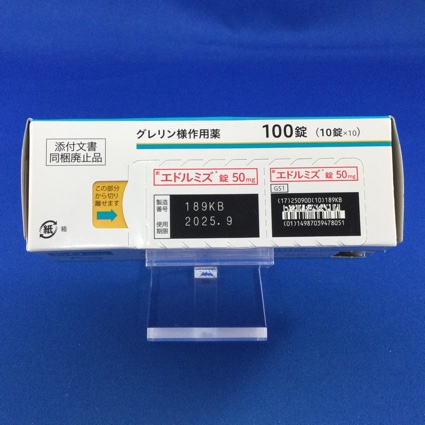 グレリン様作用薬 100錠 (10錠×10)
添付文書
同梱廃止品
この部分
から切り
離せます
エドルミズ®錠 50mg
製造
番号
189KB
2025.9
使用
期限
エドルミズ®錠 50mg
GS1
(17)250900(10)189KB
(01)14987039478051
紙 箱